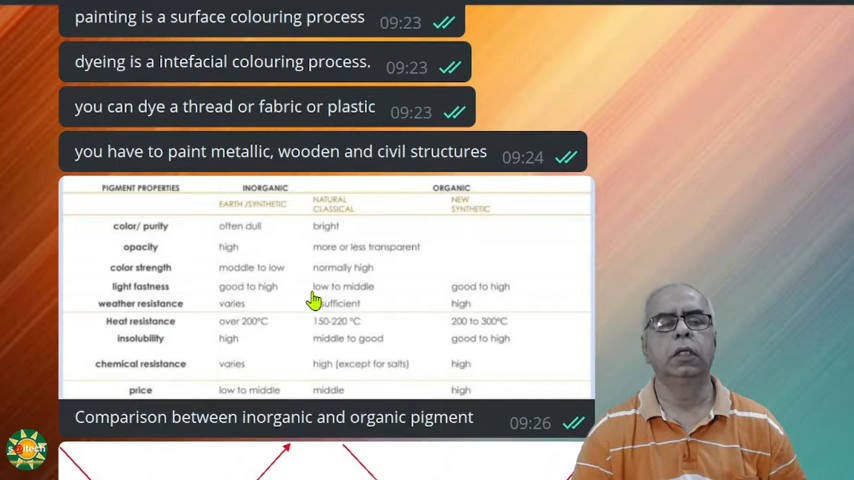 painting is a surface colouring process 09:23
dyeing is a intefacial colouring process. 09:23
you can dye a thread or fabric or plastic 09:23
you have to paint metallic, wooden and civil structures 09:24
PIGMENT PROPERTIES INORGANIC ORGANIC
EARTH /SYNTHETIC NATURAL CLASSICAL NEW SYNTHETIC
color/ purity often dull bright
opacity high more or less transparent
color strength moddle to low normally high
light fastness good to high low to middle good to high
weather resistance varies sufficient high
Heat resistance over 200°C 150-220 °C 200 to 300°C
insolubility high middle to good good to high
chemical resistance varies high (except for salts) high
price low to middle middle high
Comparison between inorganic and organic pigment 09:26